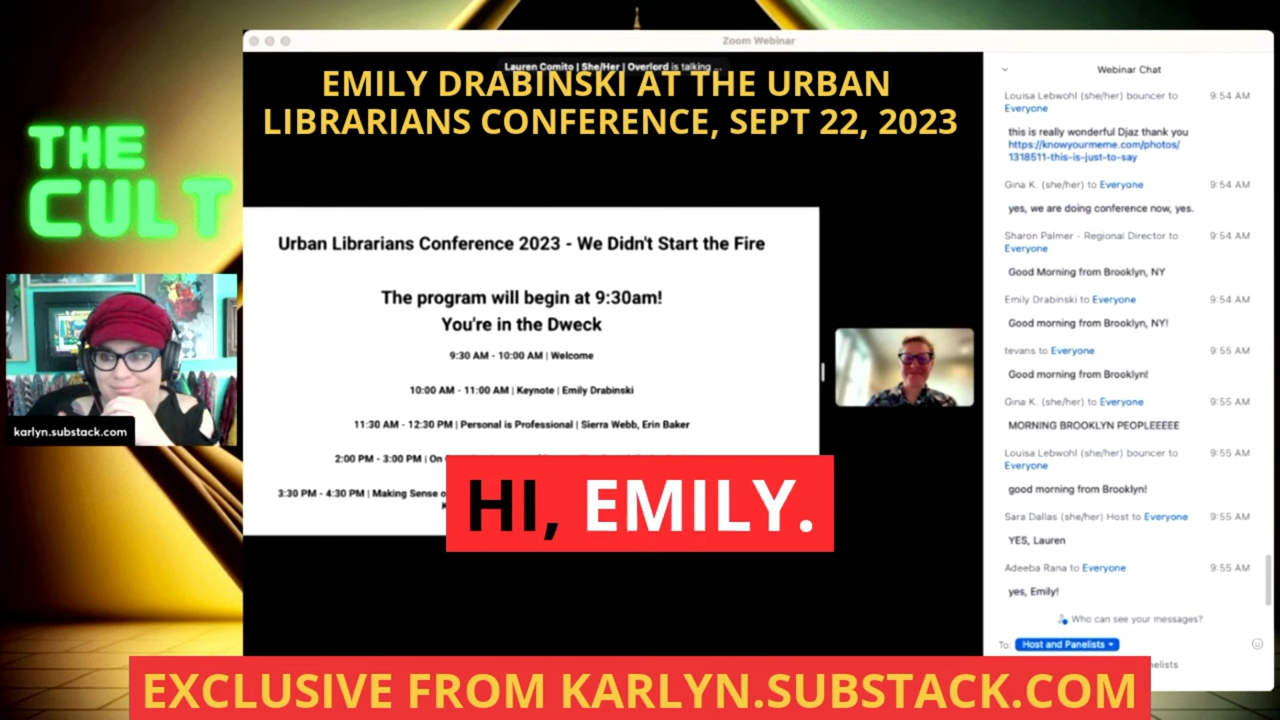 Zoom Webinar
Lauren Comito | She/Her | Overlord is talking ...
EMILY DRABINSKI AT THE URBAN
LIBRARIANS CONFERENCE, SEPT 22, 2023
THE
CULT
karlyn.substack.com
Urban Librarians Conference 2023 - We Didn't Start the Fire
The program will begin at 9:30am!
You're in the Dweck
9:30 AM - 10:00 AM | Welcome
10:00 AM - 11:00 AM | Keynote | Emily Drabinski
11:30 AM - 12:30 PM | Personal is Professional | Sierra Webb, Erin Baker
2:00 PM - 3:00 PM | On
3:30 PM - 4:30 PM | Making Sense
HI, EMILY.
Webinar Chat
Louisa Lebwohl (she/her) bouncer to 9:54 AM
Everyone
this is really wonderful Djaz thank you
https://knowyourmeme.com/photos/
1318511-this-is-just-to-say
Gina K. (she/her) to Everyone 9:54 AM
yes, we are doing conference now, yes.
Sharon Palmer - Regional Director to 9:54 AM
Everyone
Good Morning from Brooklyn, NY
Emily Drabinski to Everyone 9:54 AM
Good morning from Brooklyn, NY!
tevans to Everyone 9:55 AM
Good morning from Brooklyn!
Gina K. (she/her) to Everyone 9:55 AM
MORNING BROOKLYN PEOPLEEEEE
Louisa Lebwohl (she/her) bouncer to 9:55 AM
Everyone
good morning from Brooklyn!
Sara Dallas (she/her) Host to Everyone 9:55 AM
YES, Lauren
Adeeba Rana to Everyone 9:55 AM
yes, Emily!
Who can see your messages?
To: Host and Panelists
EXCLUSIVE FROM KARLYN.SUBSTACK.COM